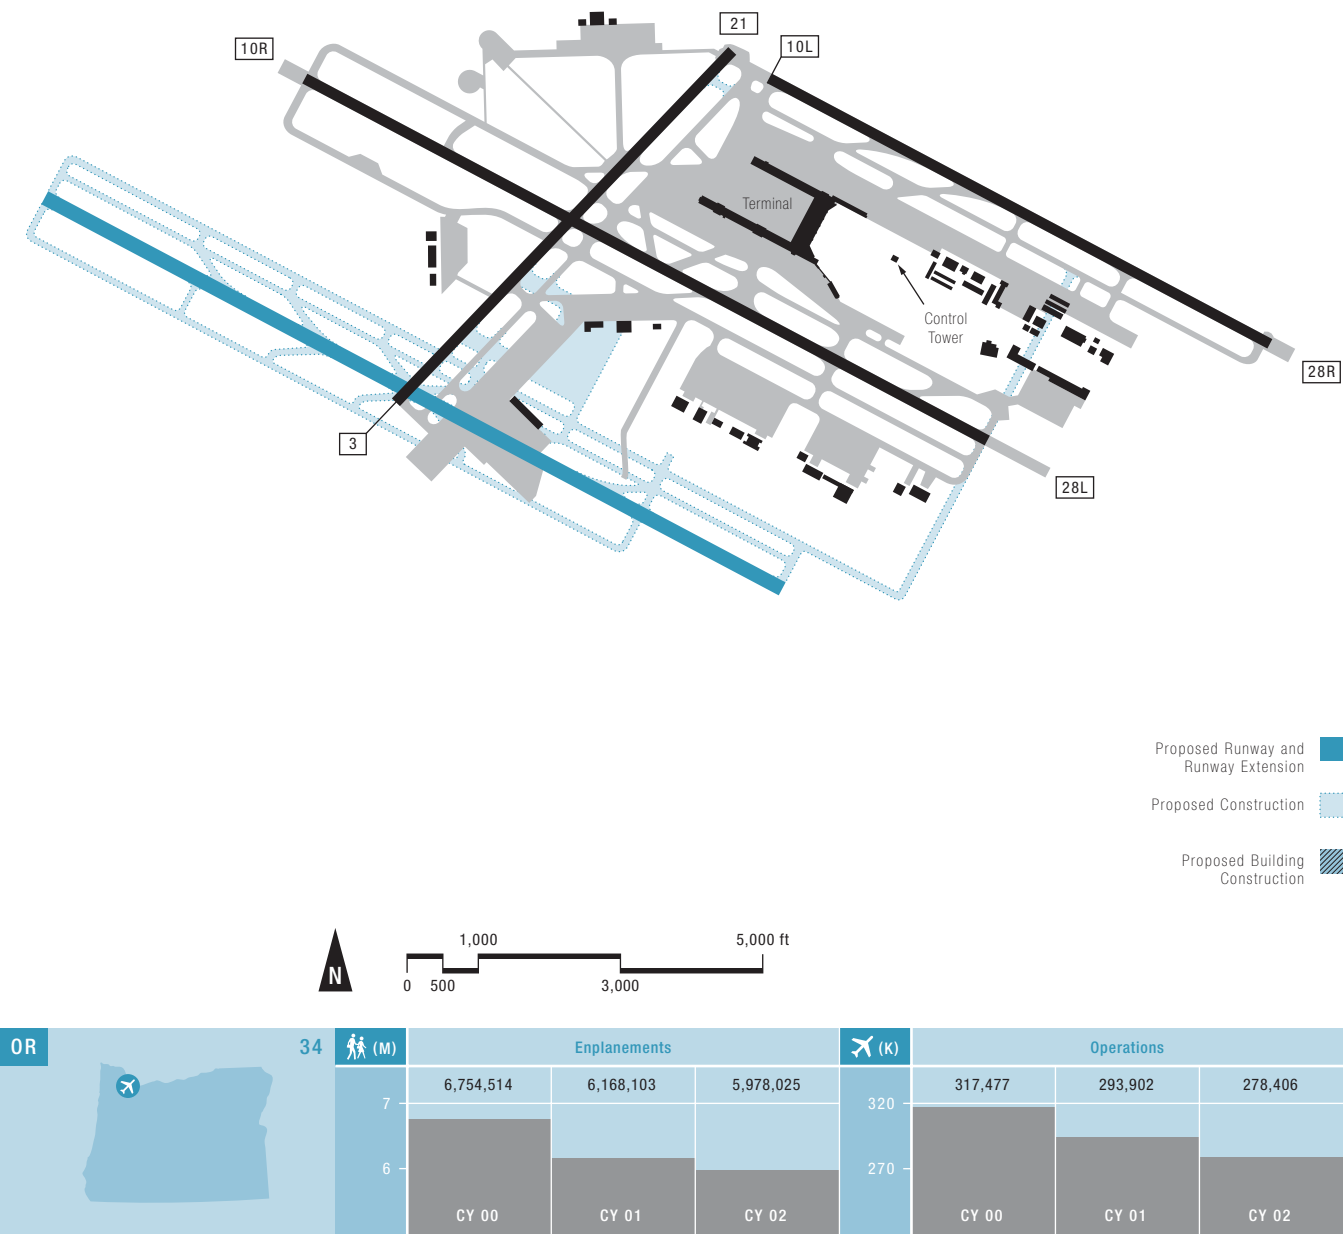 21
10L
10R
Terminal
Control
Tower
28R
3
28L
Proposed Runway and
Runway Extension
Proposed Construction
Proposed Building
Construction
N
1,000
5,000 ft
0
500
3,000
OR
34
(M)
Enplanements
(K)
Operations
6,754,514
6,168,103
5,978,025
317,477
293,902
278,406
7
320
6
270
CY 00
CY 01
CY 02
CY 00
CY 01
CY 02